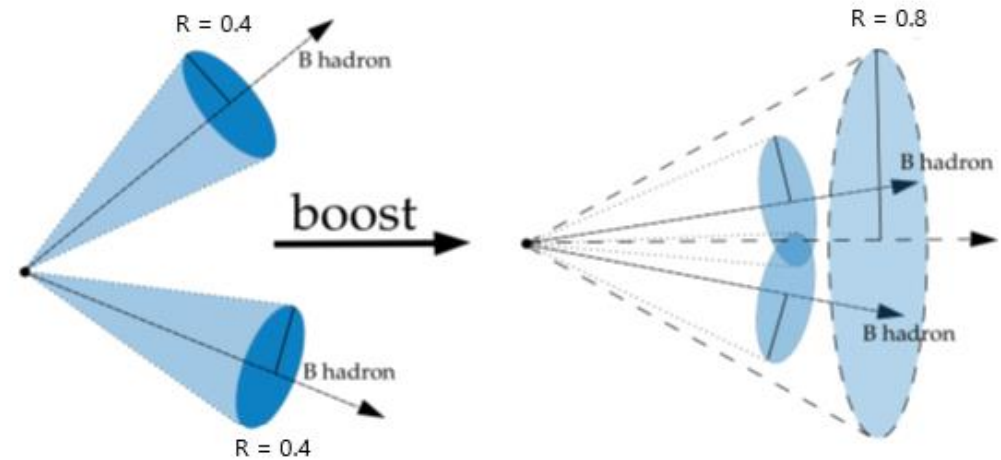 R = 0.4
B hadron
B hadron
R = 0.4
boost
R = 0.8
B hadron
B hadron